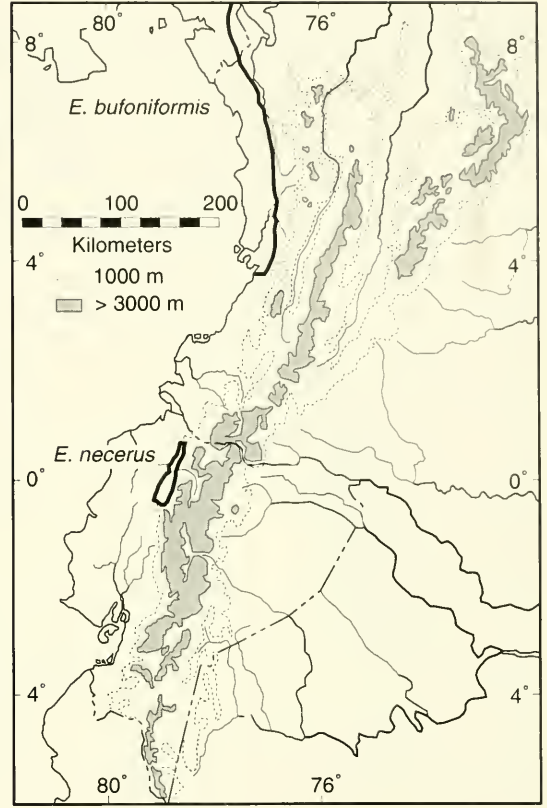 80° 76°
8° 8°
E. bufoniformis
0 100 200
Kilometers
4° 4°
1000 m
> 3000 m
E. necerus
0° 0°
4° 4°
80° 76°